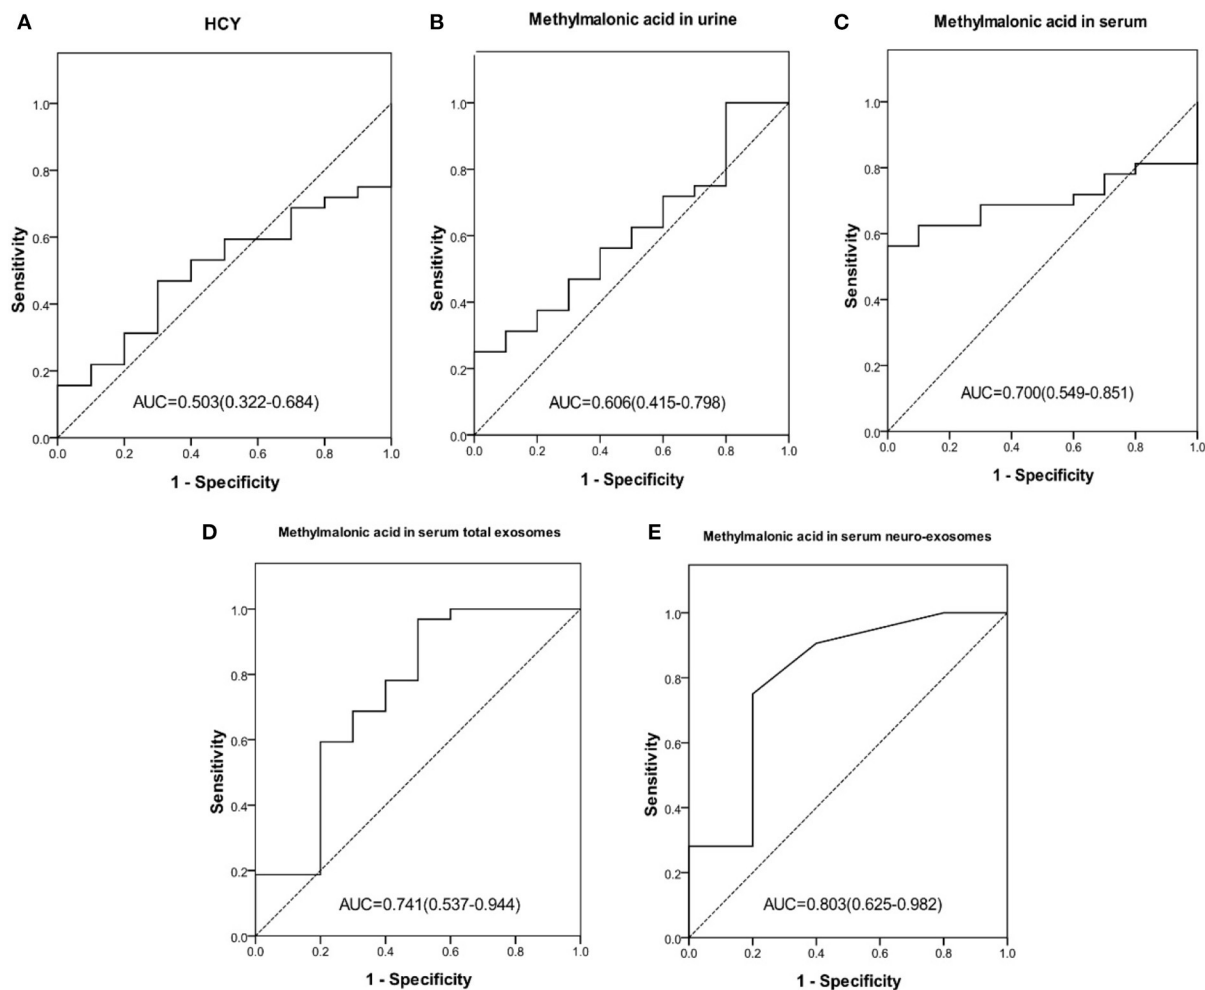 A
HCY
Sensitivity
1.0
0.8
0.6
0.4
0.2
0.0
AUC=0.503(0.322-0.684)
0.0 0.2 0.4 0.6 0.8 1.0
1 - Specificity
B
Methylmalonic acid in urine
Sensitivity
1.0
0.8
0.6
0.4
0.2
0.0
AUC=0.606(0.415-0.798)
0.0 0.2 0.4 0.6 0.8 1.0
1 - Specificity
C
Methylmalonic acid in serum
Sensitivity
1.0
0.8
0.6
0.4
0.2
0.0
AUC=0.700(0.549-0.851)
0.0 0.2 0.4 0.6 0.8 1.0
1 - Specificity
D
Methylmalonic acid in serum total exosomes
Sensitivity
1.0
0.8
0.6
0.4
0.2
0.0
AUC=0.741(0.537-0.944)
0.0 0.2 0.4 0.6 0.8 1.0
1 - Specificity
E
Methylmalonic acid in serum neuro-exosomes
Sensitivity
1.0
0.8
0.6
0.4
0.2
0.0
AUC=0.803(0.625-0.982)
0.0 0.2 0.4 0.6 0.8 1.0
1 - Specificity